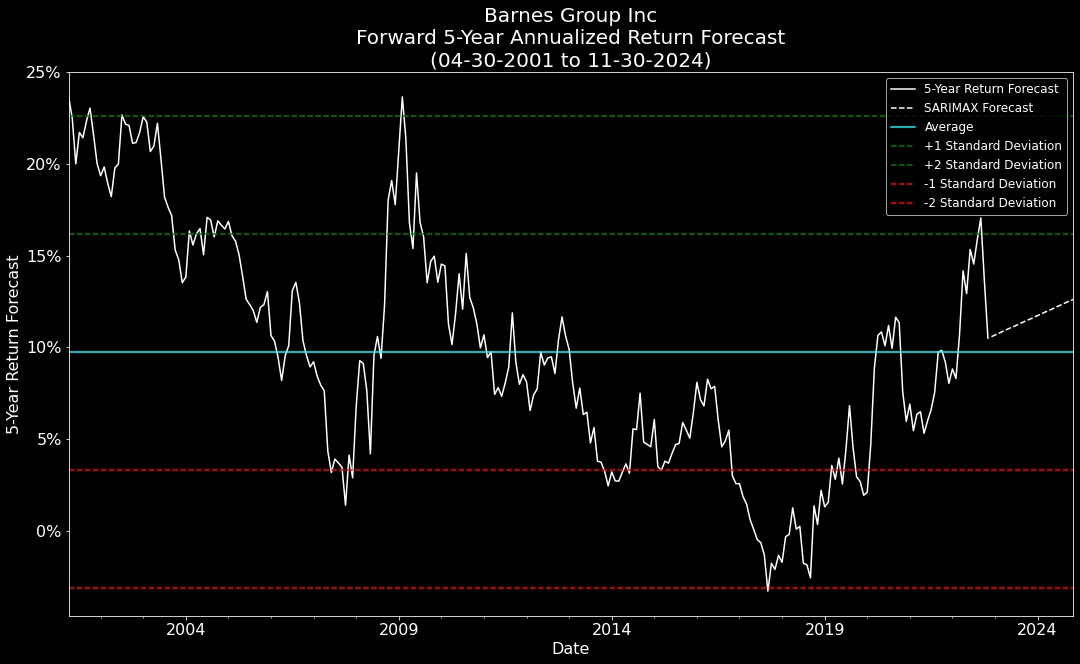 Barnes Group Inc
Forward 5-Year Annualized Return Forecast
(04-30-2001 to 11-30-2024)
25%
20%
15%
10%
5%
0%
5-Year Return Forecast
5-Year Return Forecast
SARIMAX Forecast
Average
+1 Standard Deviation
+2 Standard Deviation
-1 Standard Deviation
-2 Standard Deviation
2004
2009
2014
2019
2024
Date